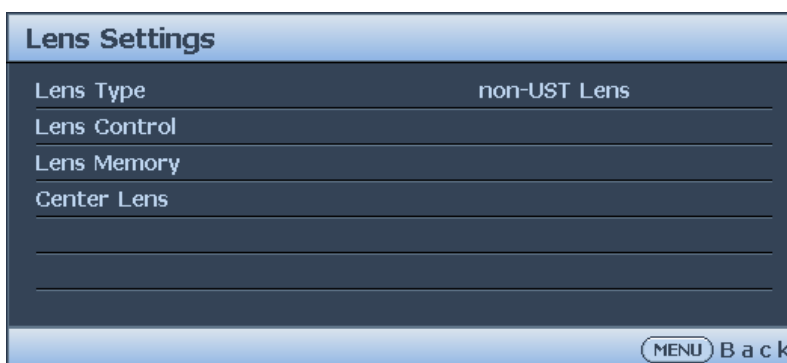 Lens Settings
Lens Type non-UST Lens
Lens Control
Lens Memory
Center Lens
MENU Back